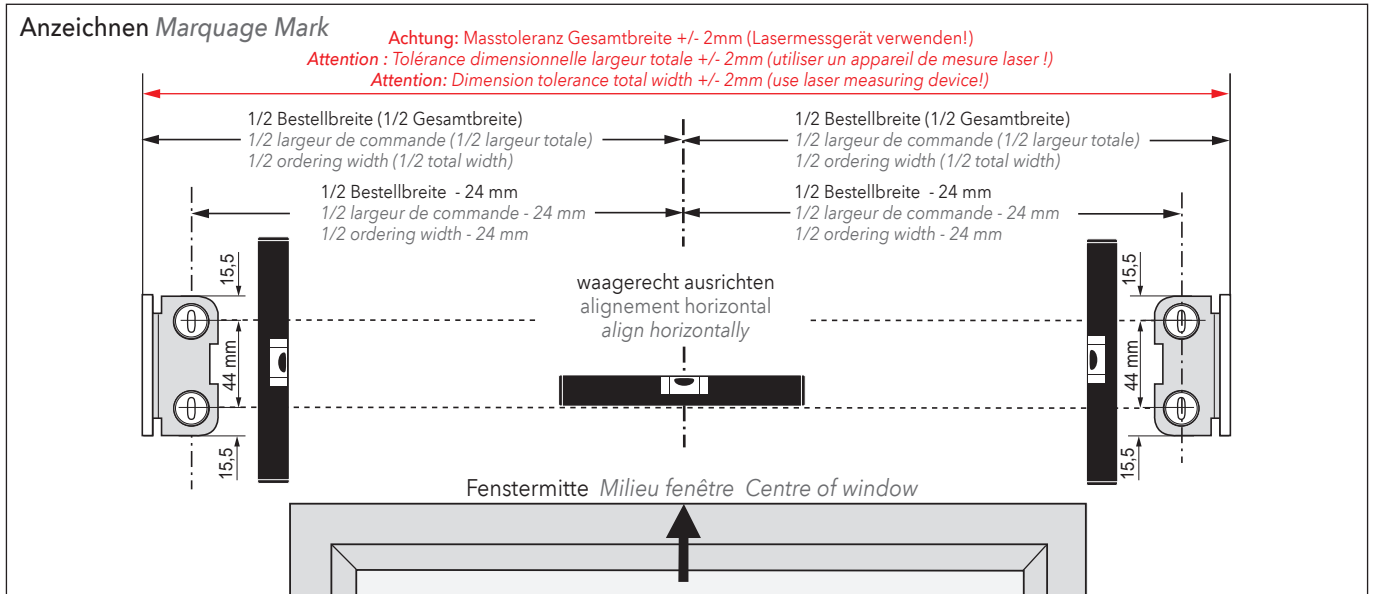 Anzeichnen Marquage Mark
Achtung: Masstoleranz Gesamtbreite +/- 2mm (Lasermessgerät verwenden!)
Attention : Tolérance dimensionnelle largeur totale +/- 2mm (utiliser un appareil de mesure laser !)
Attention: Dimension tolerance total width +/- 2mm (use laser measuring device!)
1/2 Bestellbreite (1/2 Gesamtbreite)
1/2 largeur de commande (1/2 largeur totale)
1/2 ordering width (1/2 total width)
1/2 Bestellbreite (1/2 Gesamtbreite)
1/2 largeur de commande (1/2 largeur totale)
1/2 ordering width (1/2 total width)
1/2 Bestellbreite - 24 mm
1/2 largeur de commande - 24 mm
1/2 ordering width - 24 mm
1/2 Bestellbreite - 24 mm
1/2 largeur de commande - 24 mm
1/2 ordering width - 24 mm
15,5
44 mm
15,5
waagerecht ausrichten
alignement horizontal
align horizontally
15,5
44 mm
15,5
Fenstermitte Milieu fenêtre Centre of window